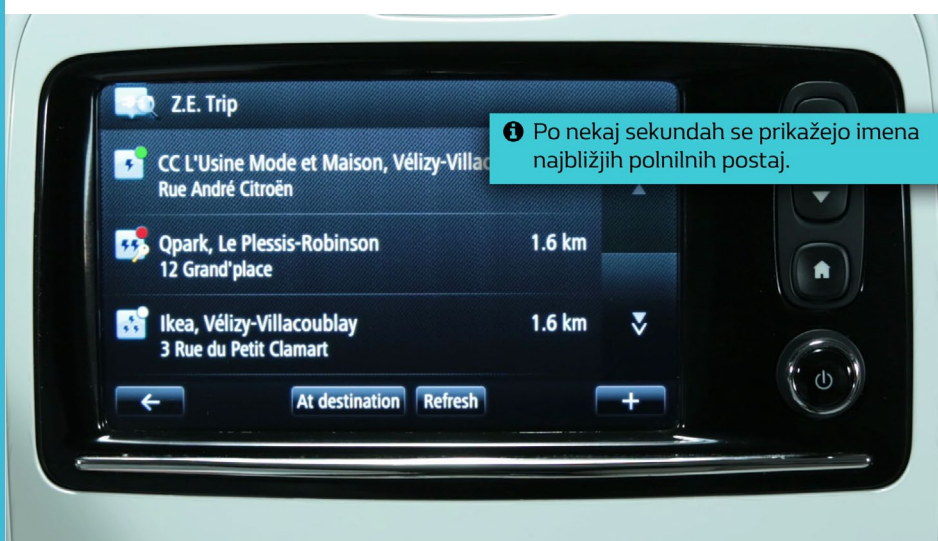 Z.E. Trip
Po nekaj sekundah se prikažejo imena
najbližjih polnilnih postaj.
CC L'Usine Mode et Maison, Vélizy-Villac
Rue André Citroën
Qpark, Le Plessis-Robinson 1.6 km
12 Grand'place
Ikea, Vélizy-Villacoublay 1.6 km
3 Rue du Petit Clamart
At destination Refresh +